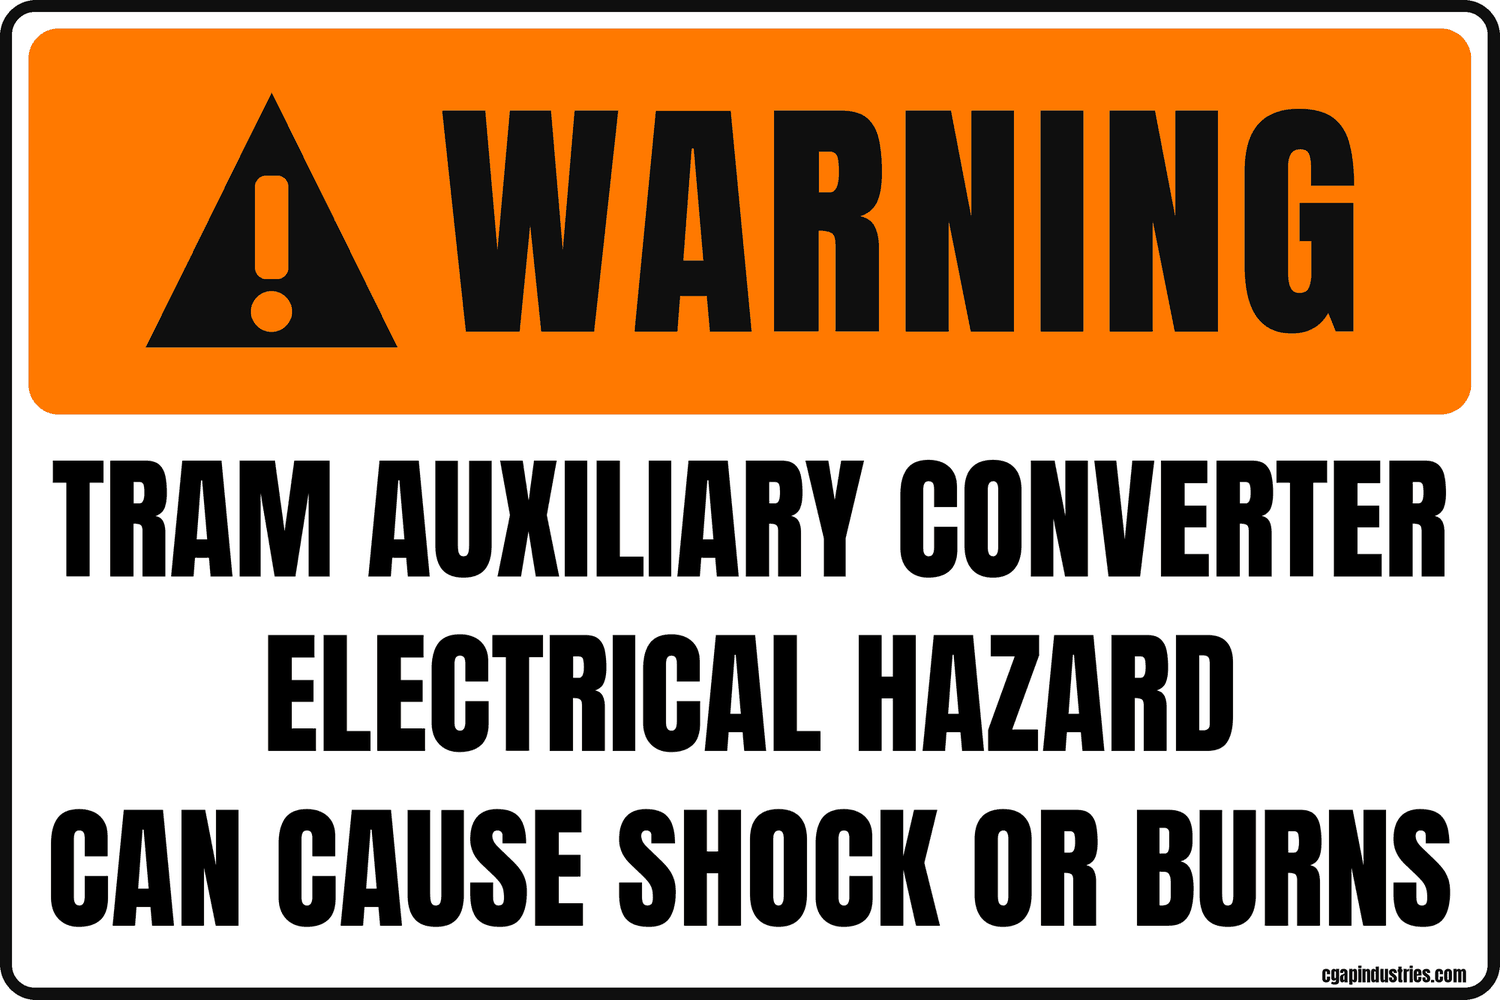 WARNING
TRAM AUXILIARY CONVERTER
ELECTRICAL HAZARD
CAN CAUSE SHOCK OR BURNS
cgapindustries.com